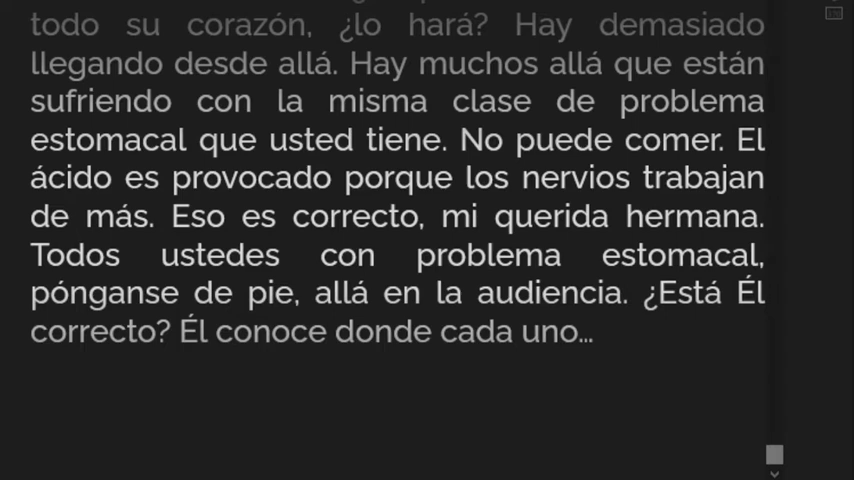 todo su corazón, ¿lo hará? Hay demasiado
llegando desde allá. Hay muchos allá que están
sufriendo con la misma clase de problema
estomacal que usted tiene. No puede comer. El
ácido es provocado porque los nervios trabajan
de más. Eso es correcto, mi querida hermana.
Todos ustedes con problema estomacal,
pónganse de pie, allá en la audiencia. ¿Está Él
correcto? Él conoce donde cada uno...